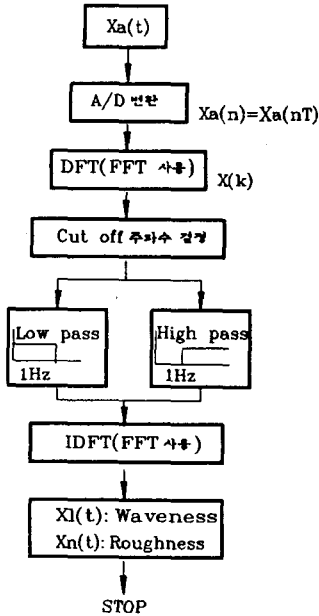 Xa(t)
A/D 변환
Xa(n)=Xa(nT)
DFT(FFT 사용)
X(k)
Cut off 주파수 결정
Low pass
1Hz
High pass
1Hz
IDFT(FFT 사용)
Xl(t): Waveness
Xn(t): Roughness
STOP